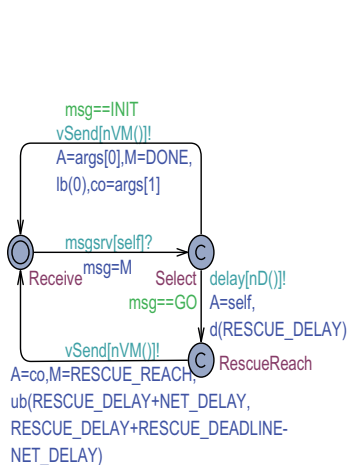 msg==INIT
vSend[nVM()]!
A=args[0],M=DONE,
lb(0),co=args[1]
msgsrv[self]?
msg=M
Receive
Select
C
delay[nD()]!
msg==GO
A=self,
d(RESCUE_DELAY)
vSend[nVM()]!
C
RescueReach
A=co,M=RESCUE_REACH,
ub(RESCUE_DELAY+NET_DELAY,
RESCUE_DELAY+RESCUE_DEADLINE-
NET_DELAY)